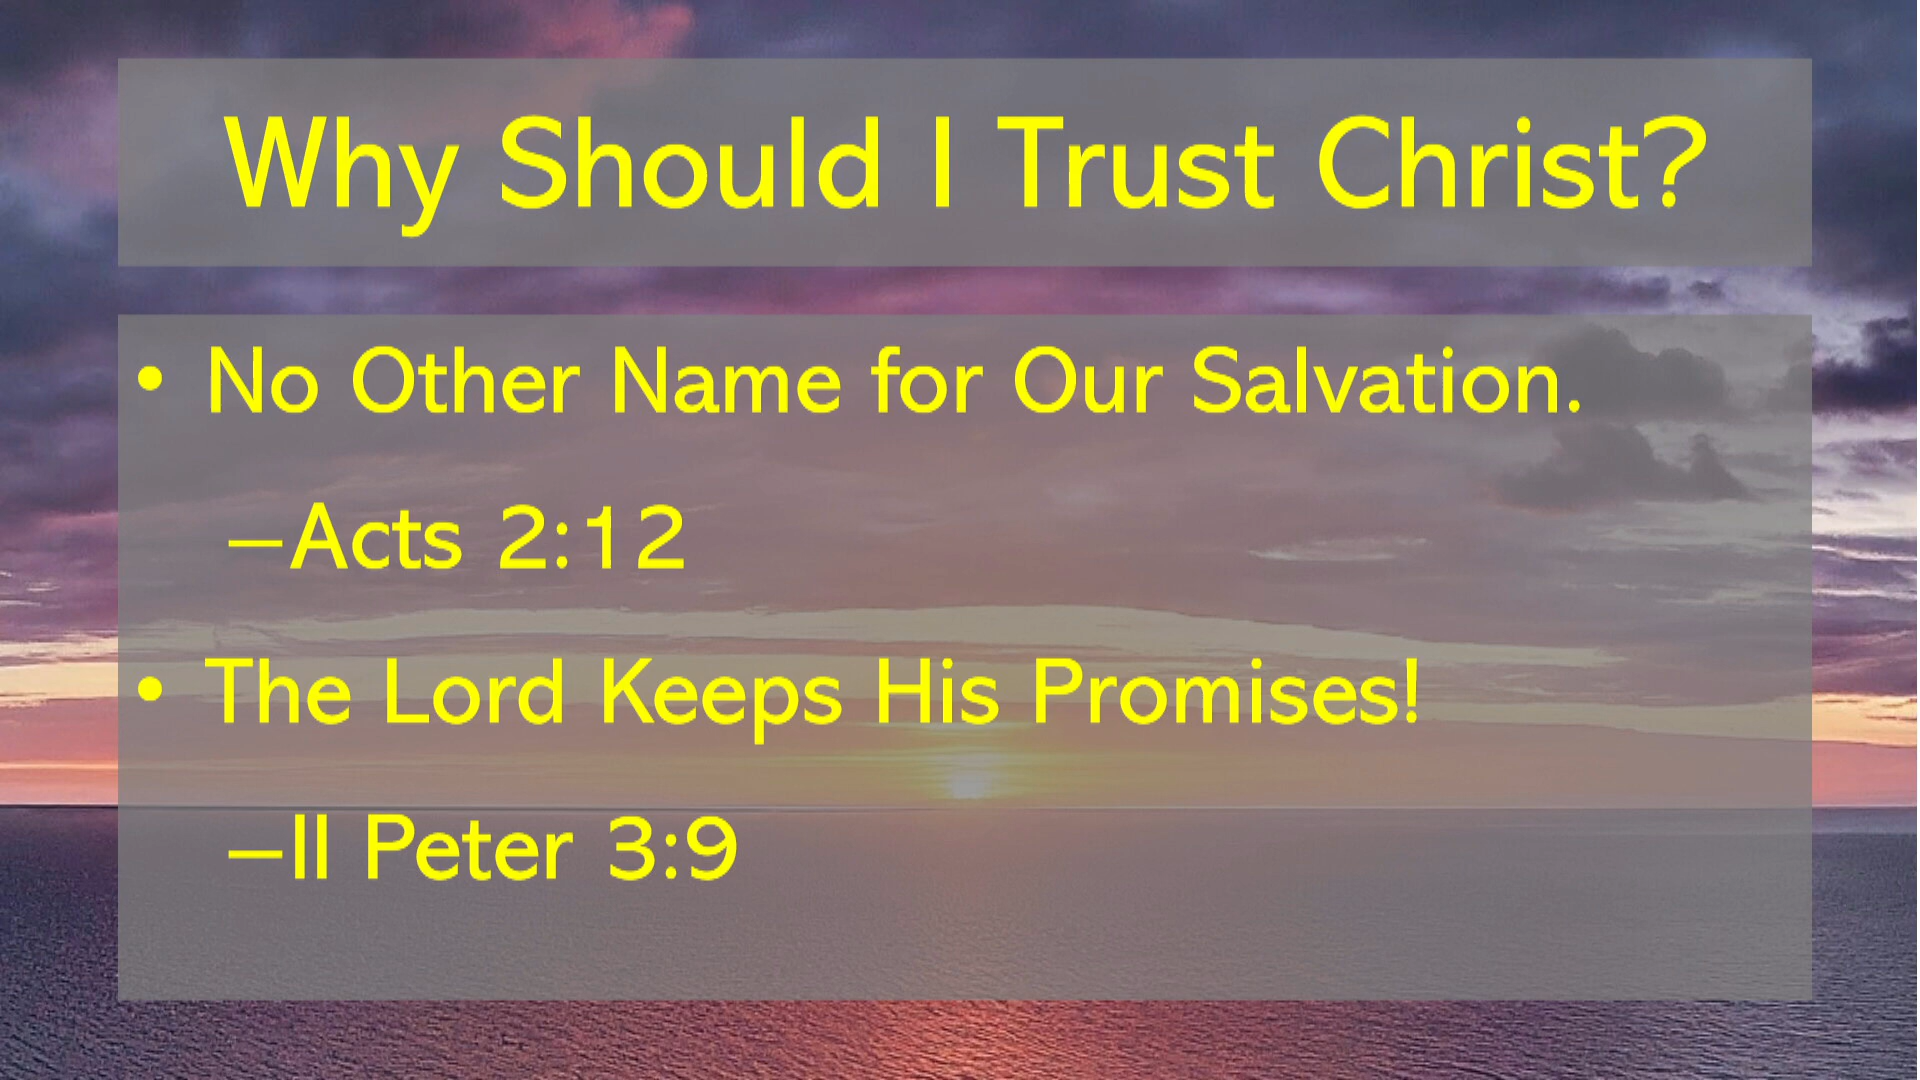 Why Should I Trust Christ?
• No Other Name for Our Salvation.
–Acts 2:12
• The Lord Keeps His Promises!
–II Peter 3:9